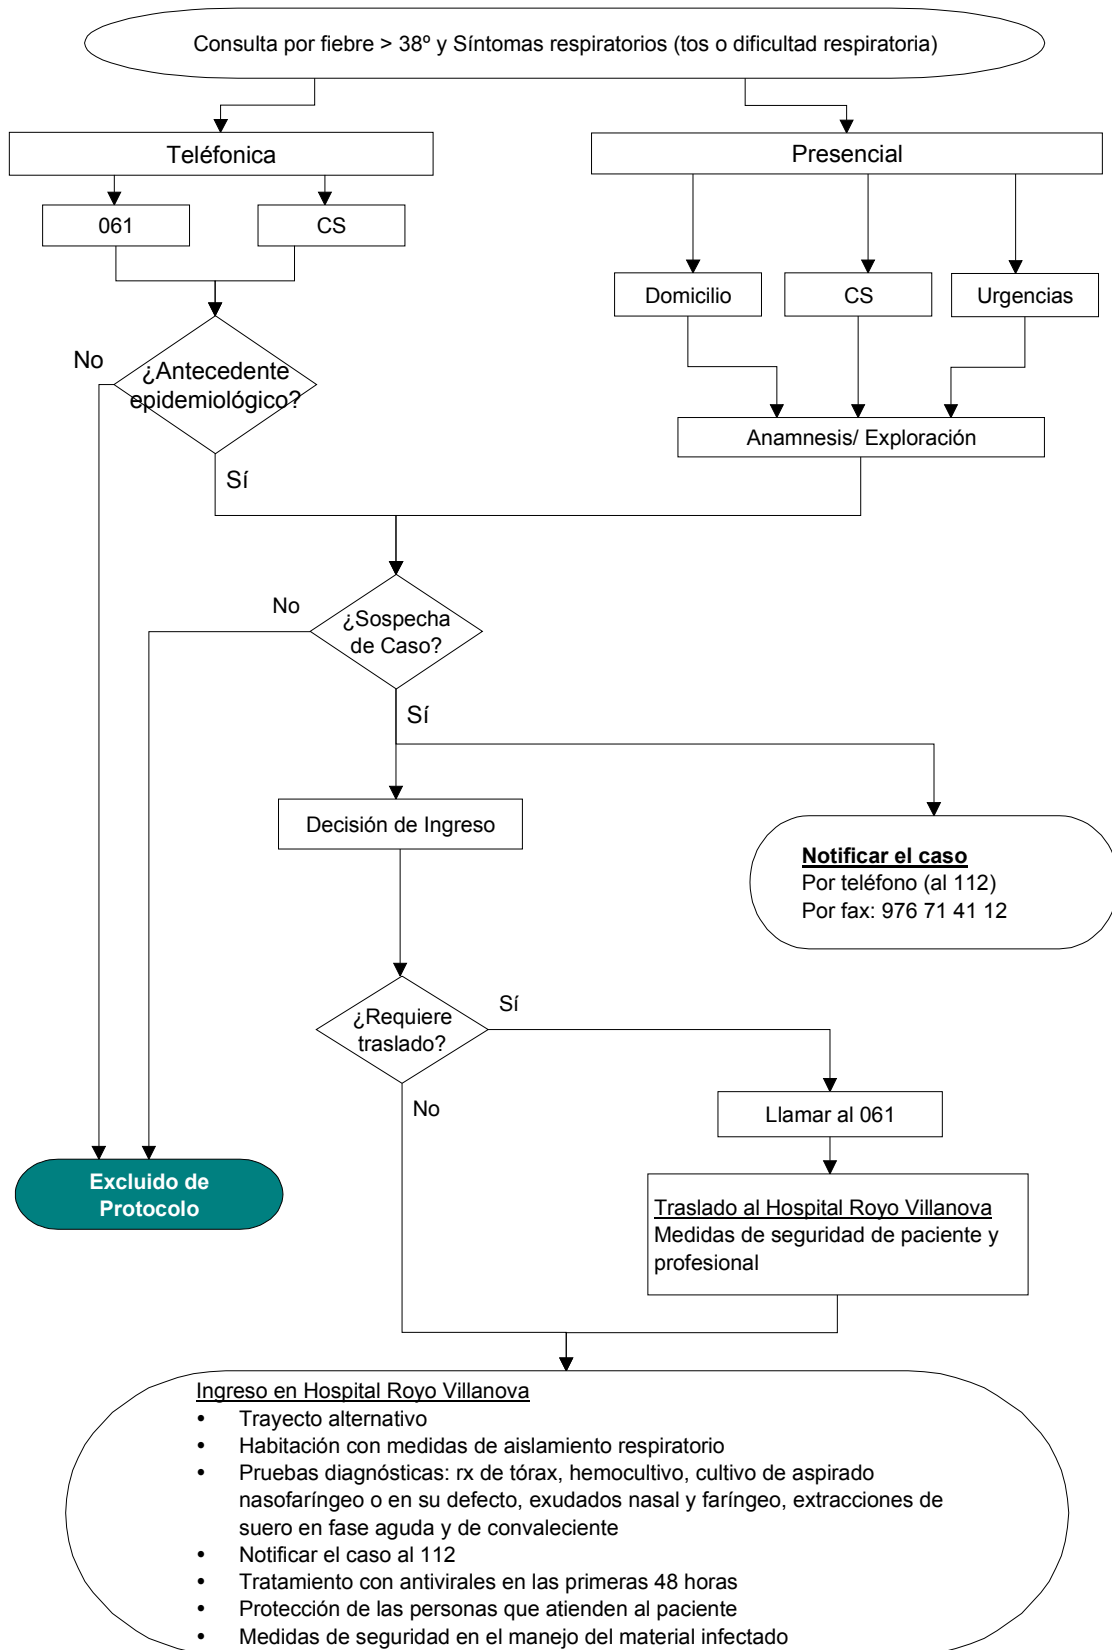 Consulta por fiebre > 38º y Síntomas respiratorios (tos o dificultad respiratoria)
Teléfonica
Presencial
061
CS
Domicilio
CS
Urgencias
No
¿Antecedente
epidemiológico?
Anamnesis/ Exploración
Sí
No
¿Sospecha
de Caso?
Sí
Decisión de Ingreso
Notificar el caso
Por teléfono (al 112)
Por fax: 976 71 41 12
¿Requiere
traslado?
Sí
No
Llamar al 061
Excluido de
Protocolo
Traslado al Hospital Royo Villanova
Medidas de seguridad de paciente y
profesional
Ingreso en Hospital Royo Villanova
• Trayecto alternativo
• Habitación con medidas de aislamiento respiratorio
• Pruebas diagnósticas: rx de tórax, hemocultivo, cultivo de aspirado
nasofaríngeo o en su defecto, exudados nasal y faríngeo, extracciones de
suero en fase aguda y de convaleciente
• Notificar el caso al 112
• Tratamiento con antivirales en las primeras 48 horas
• Protección de las personas que atienden al paciente
• Medidas de seguridad en el manejo del material infectado